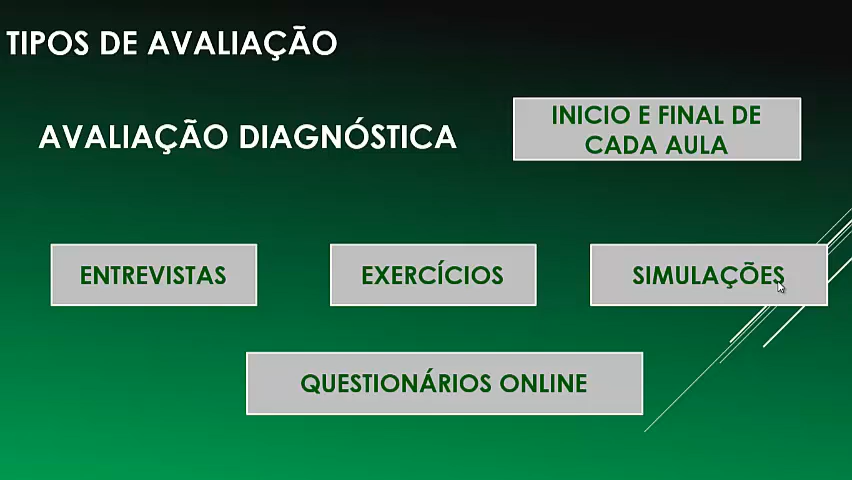 TIPOS DE AVALIAÇÃO
AVALIAÇÃO DIAGNÓSTICA
INICIO E FINAL DE
CADA AULA
ENTREVISTAS
EXERCÍCIOS
SIMULAÇÕES
QUESTIONÁRIOS ONLINE